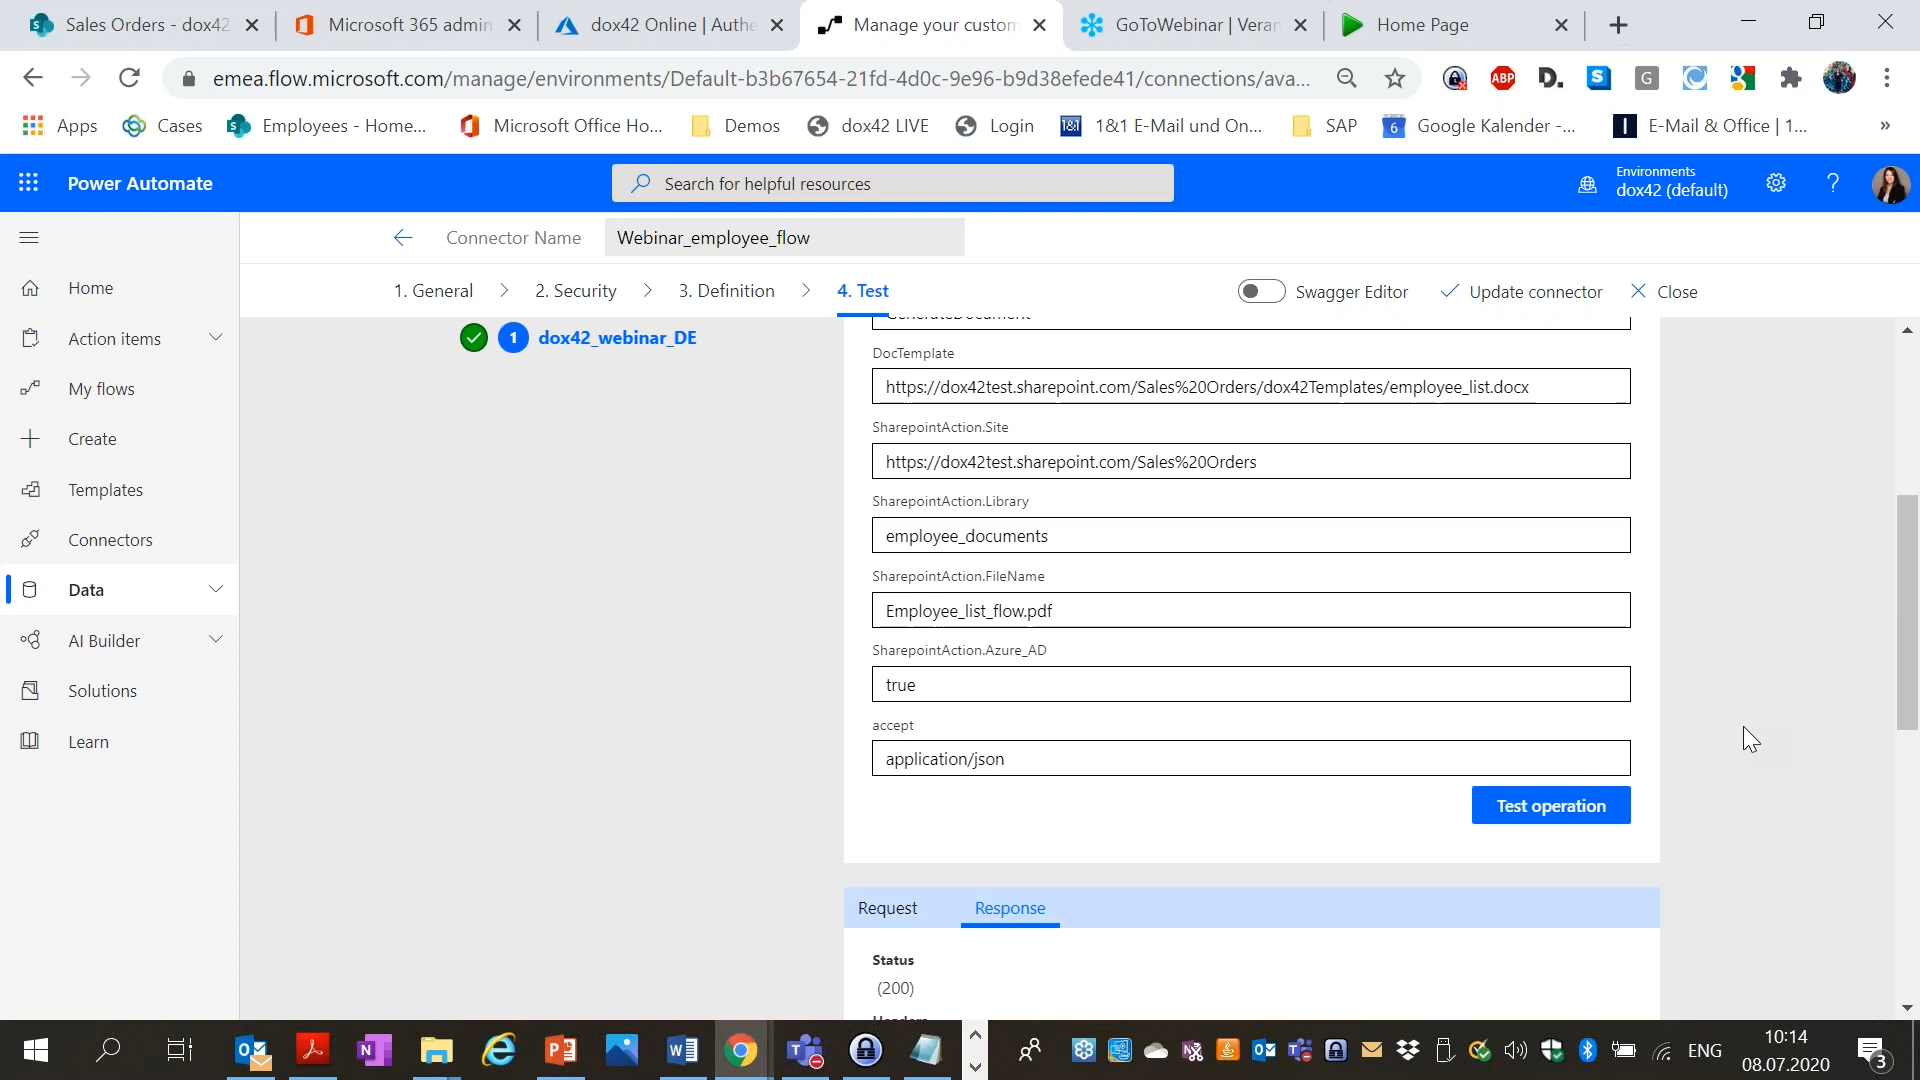 Sales Orders - dox42
Microsoft 365 admin
dox42 Online | Authe
Manage your custom
GoToWebinar | Veran
Home Page
emea.flow.microsoft.com/manage/environments/Default-b3b67654-21fd-4d0c-9e96-b9d38efede41/connections/ava...
ABP
Apps
Cases
Employees - Home...
Microsoft Office Ho...
Demos
dox42 LIVE
Login
1&1 E-Mail und On...
SAP
Google Kalender -...
E-Mail & Office | 1...
»
Power Automate
Search for helpful resources
Environments
dox42 (default)
Connector Name
Webinar_employee_flow
1. General
2. Security
3. Definition
4. Test
Swagger Editor
Update connector
Close
Home
Action items
My flows
Create
Templates
Connectors
Data
AI Builder
Solutions
Learn
1
dox42_webinar_DE
GenerateDocument
DocTemplate
https://dox42test.sharepoint.com/Sales%20Orders/dox42Templates/employee_list.docx
SharepointAction.Site
https://dox42test.sharepoint.com/Sales%20Orders
SharepointAction.Library
employee_documents
SharepointAction.FileName
Employee_list_flow.pdf
SharepointAction.Azure_AD
true
accept
application/json
Test operation
Request
Response
Status
(200)
Headers
ENG
10:14
08.07.2020
3